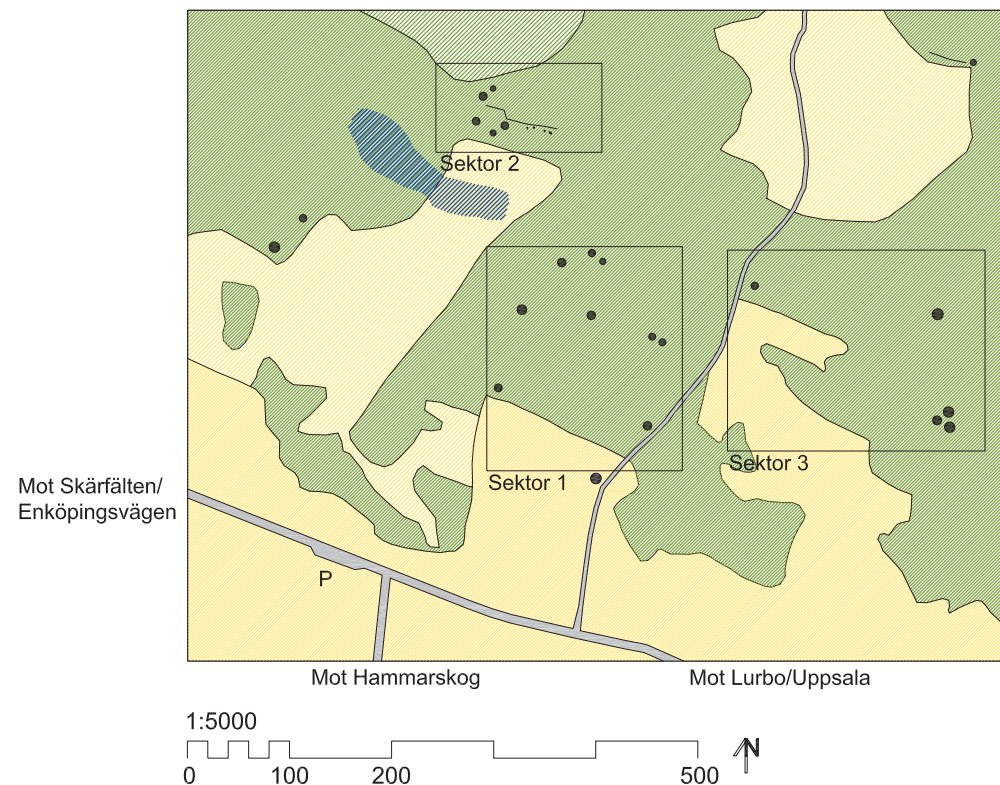 Sektor 2
Sektor 1
Sektor 3
Mot Skärfälten/
Enköpingsvägen
P
Mot Hammarskog
Mot Lurbo/Uppsala
1:5000
0 100 200 500
N